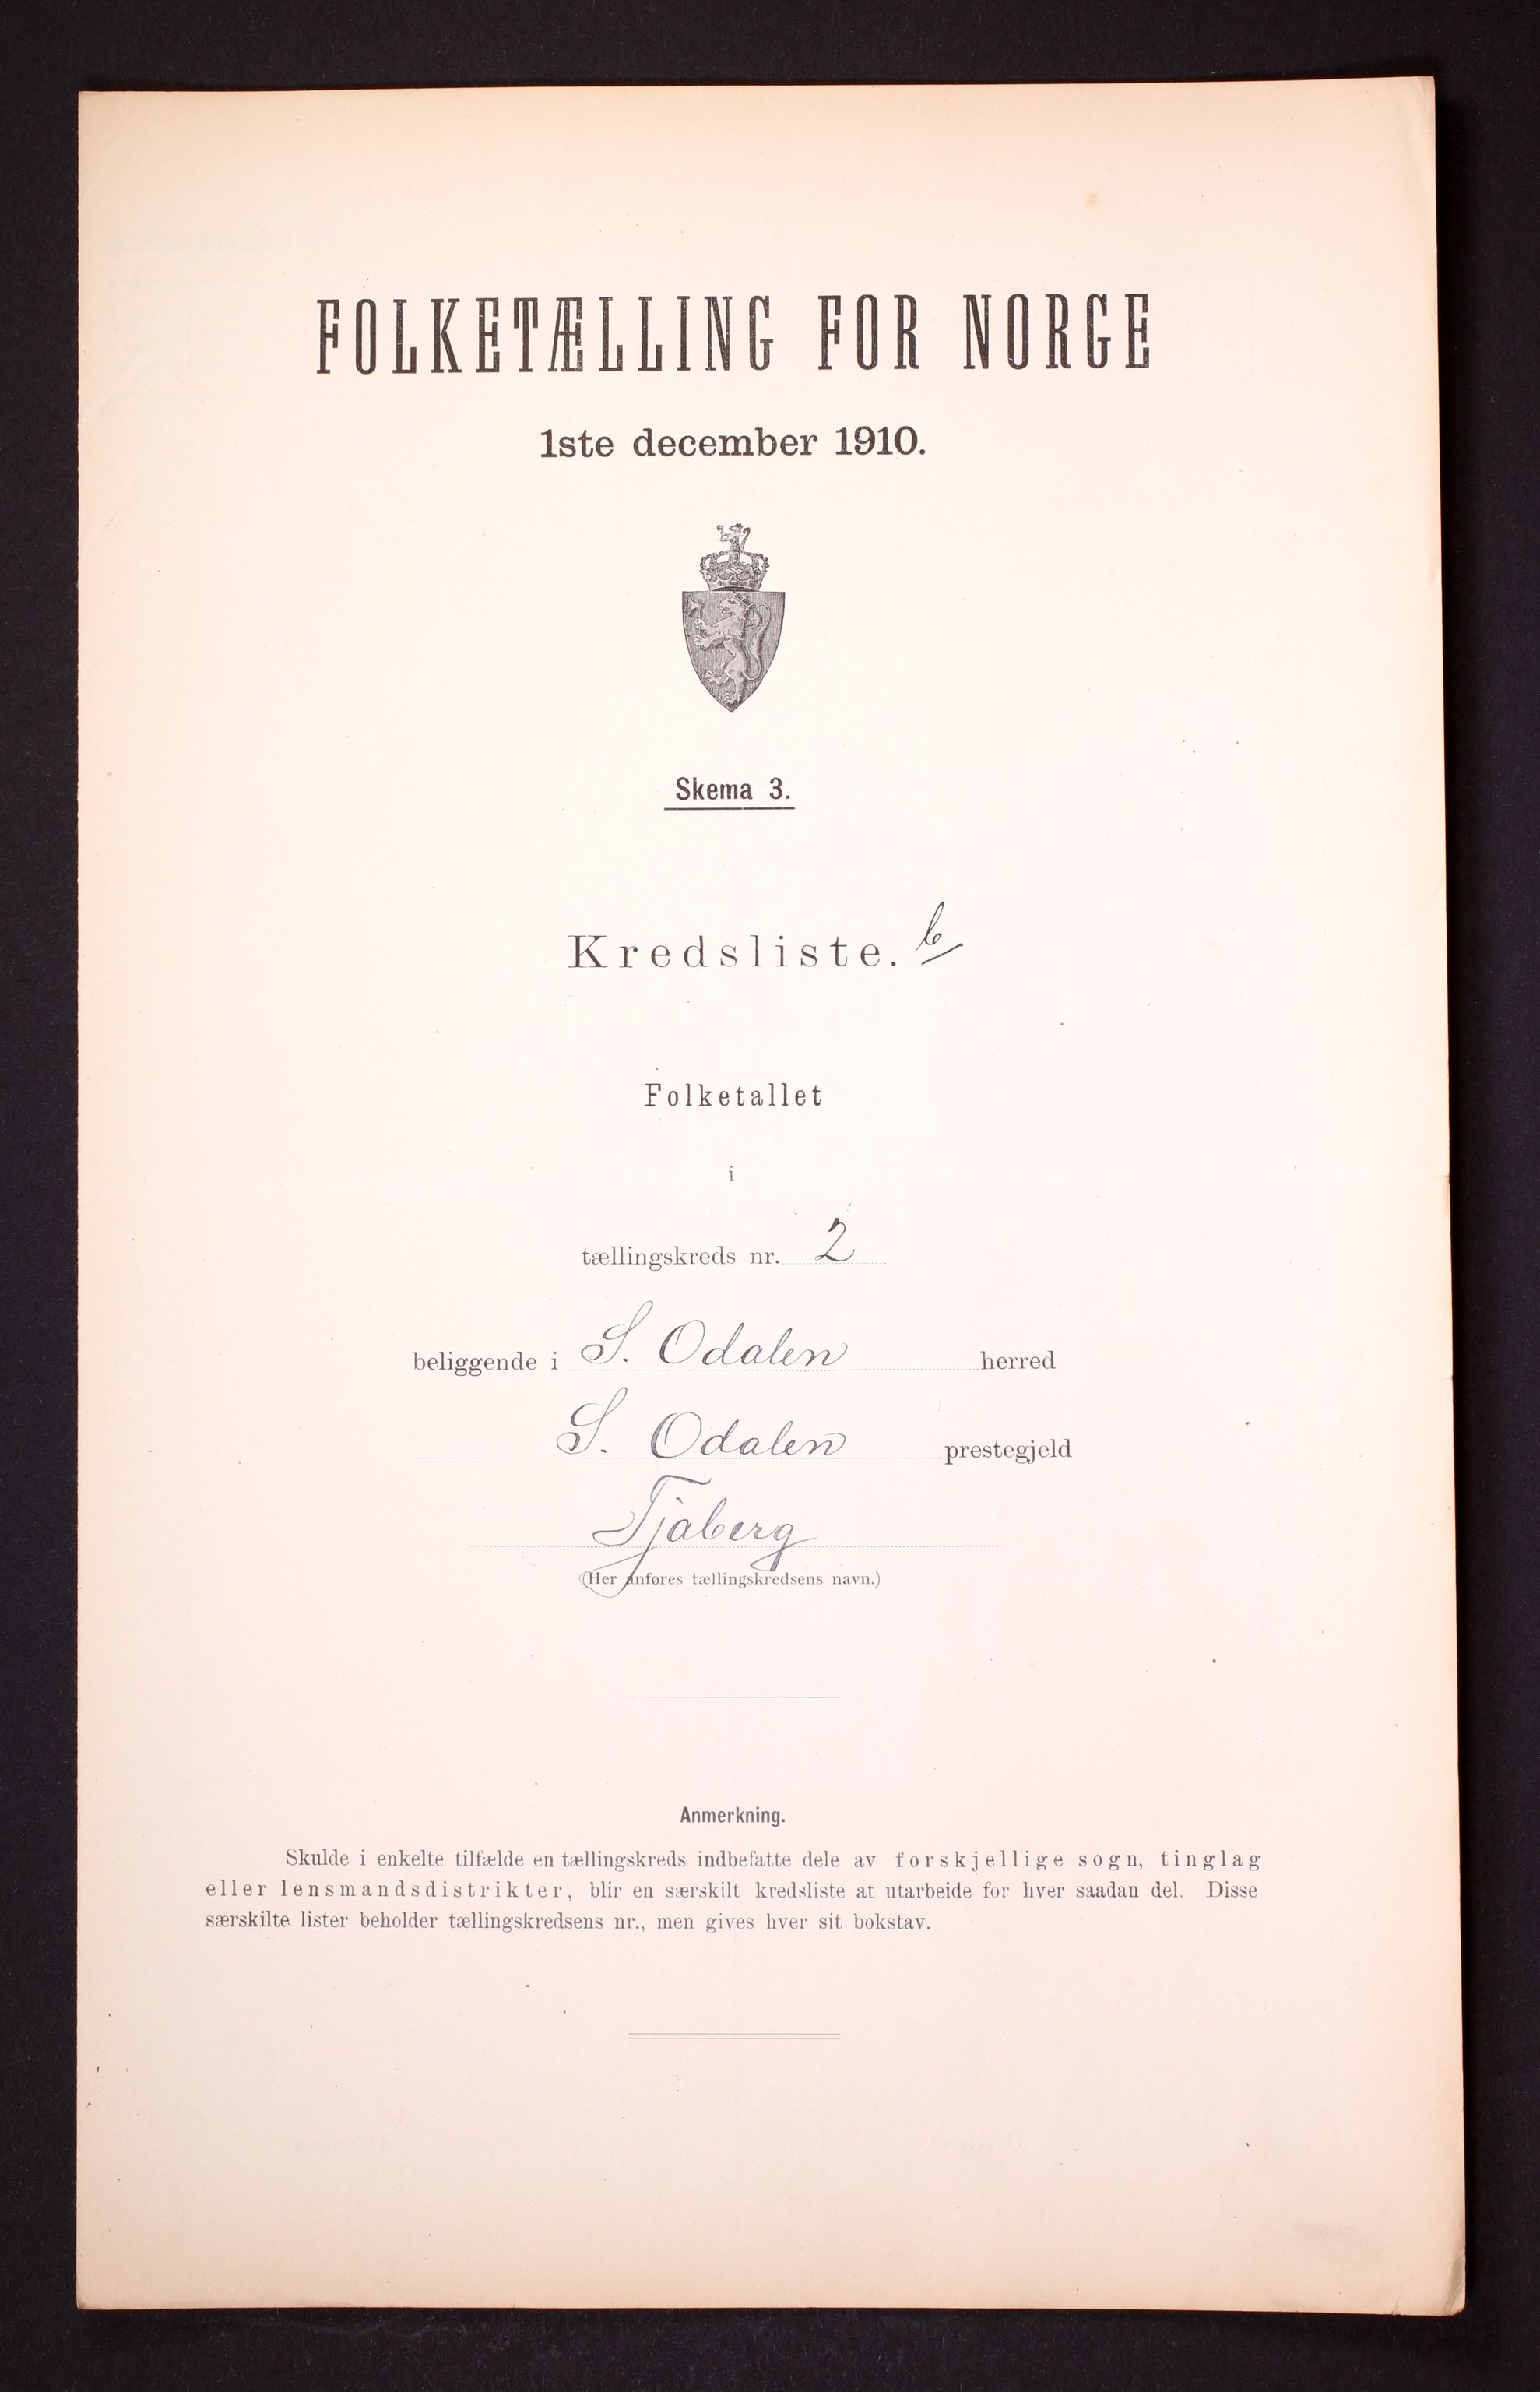 FOLKETÆLLING FOR NORGE
1ste december 1910.
Skema 3.
Kredsliste. b
Folketallet
i
tællingskreds nr. 2
beliggende i S. Odalen herred
S. Odalen prestegjeld
Tjaberg
(Her anføres tællingskredsens navn.)
Anmerkning.
Skulde i enkelte tilfælde en tællingskreds indbefatte dele av forskjellige sogn, tinglag
eller lensmandsdistrikter, blir en særskilt kredsliste at utarbeide for hver saadan del. Disse
særskilte lister beholder tællingskredsens nr., men gives hver sit bokstav.